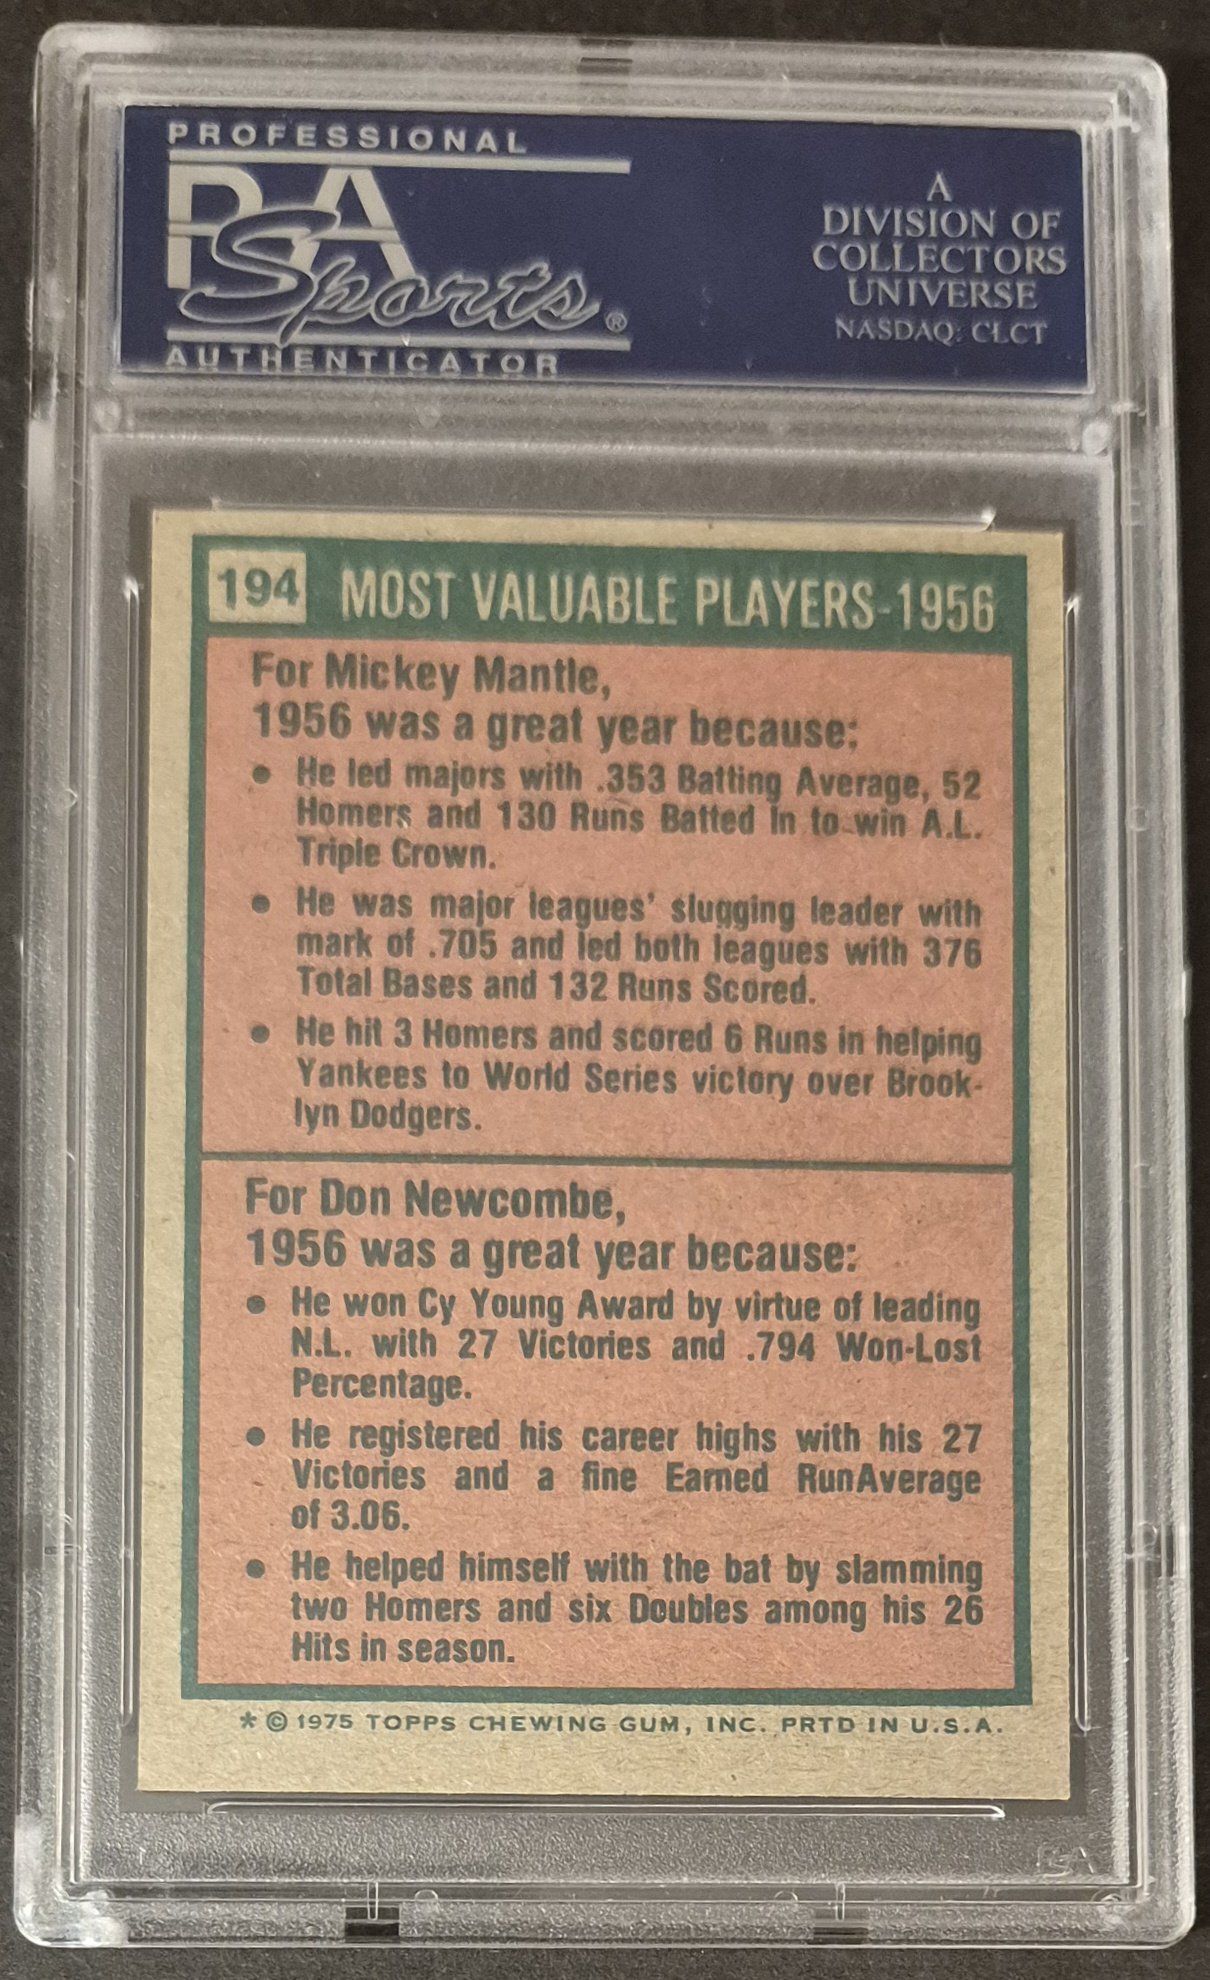 PROFESSIONAL
PSA
Sports®
AUTHENTICATOR
A
DIVISION OF
COLLECTORS
UNIVERSE
NASDAQ: CLCT
194 MOST VALUABLE PLAYERS-1956
For Mickey Mantle,
1956 was a great year because:
• He led majors with .353 Batting Average, 52
Homers and 130 Runs Batted In to win A.L.
Triple Crown.
• He was major leagues' slugging leader with
mark of .705 and led both leagues with 376
Total Bases and 132 Runs Scored.
• He hit 3 Homers and scored 6 Runs in helping
Yankees to World Series victory over Brook-
lyn Dodgers.
For Don Newcombe,
1956 was a great year because:
• He won Cy Young Award by virtue of leading
N.L. with 27 Victories and .794 Won-Lost
Percentage.
• He registered his career highs with his 27
Victories and a fine Earned Run Average
of 3.06.
• He helped himself with the bat by slamming
two Homers and six Doubles among his 26
Hits in season.
* © 1975 TOPPS CHEWING GUM, INC. PRTD IN U.S.A.
PSA